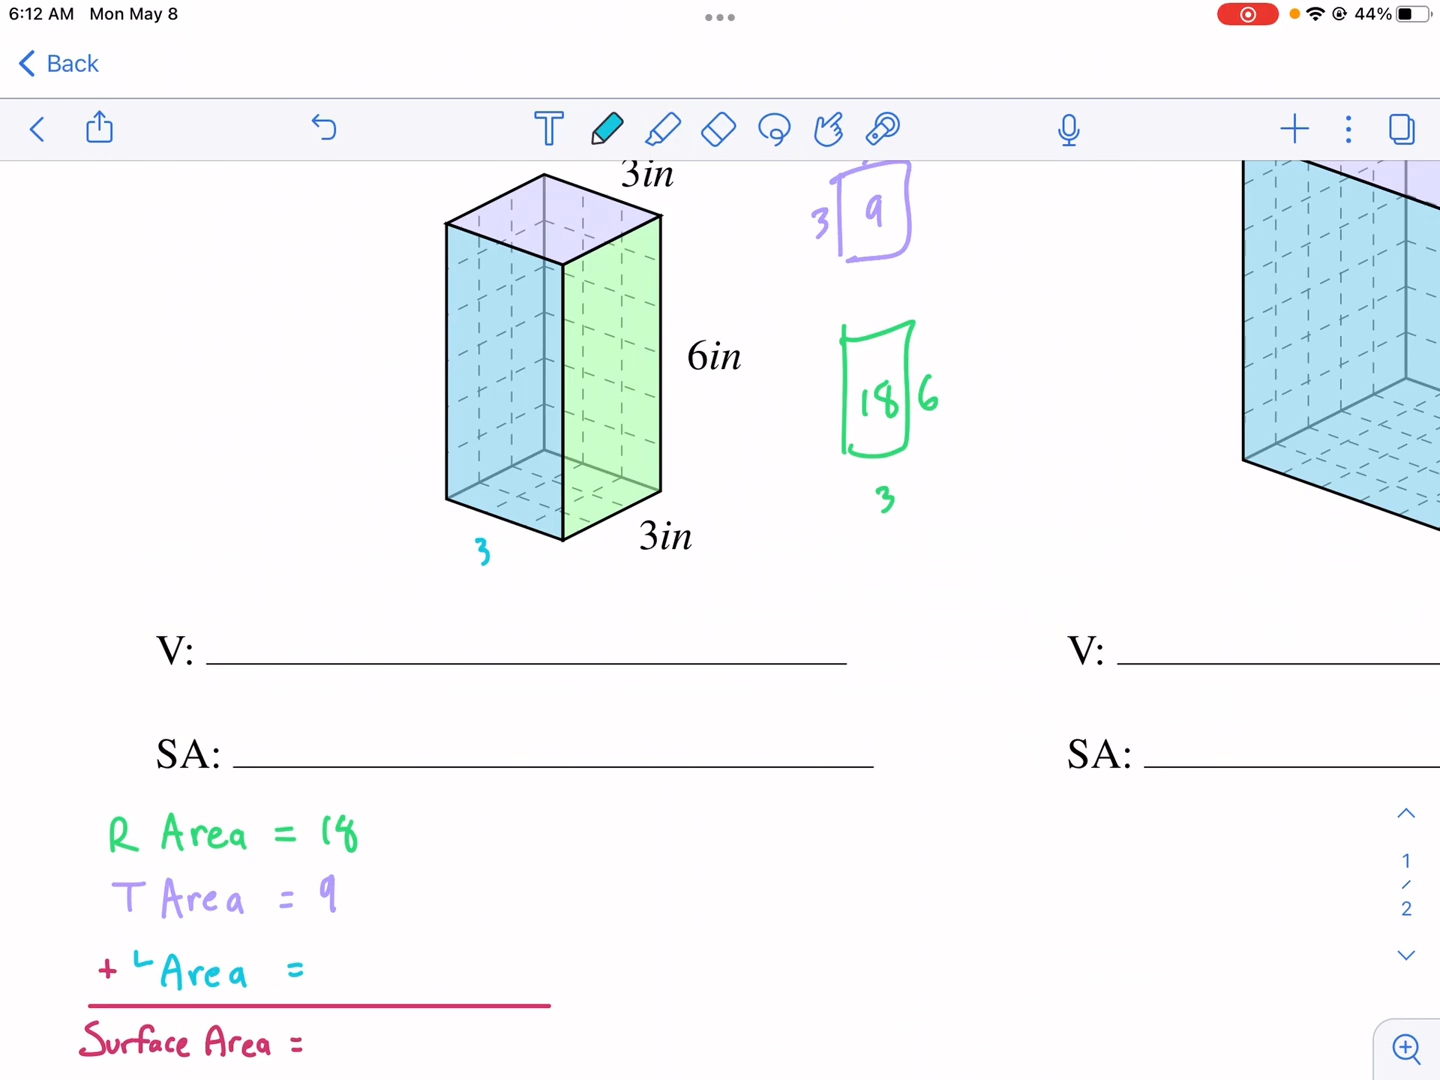 6:12 AM Mon May 8
44%
Back
T
3in
3 9
6in
18 6
3
3in
3
V:
V:
SA:
SA:
R Area = 18
T Area = 9
+ L Area =
Surface Area =
1
/
2